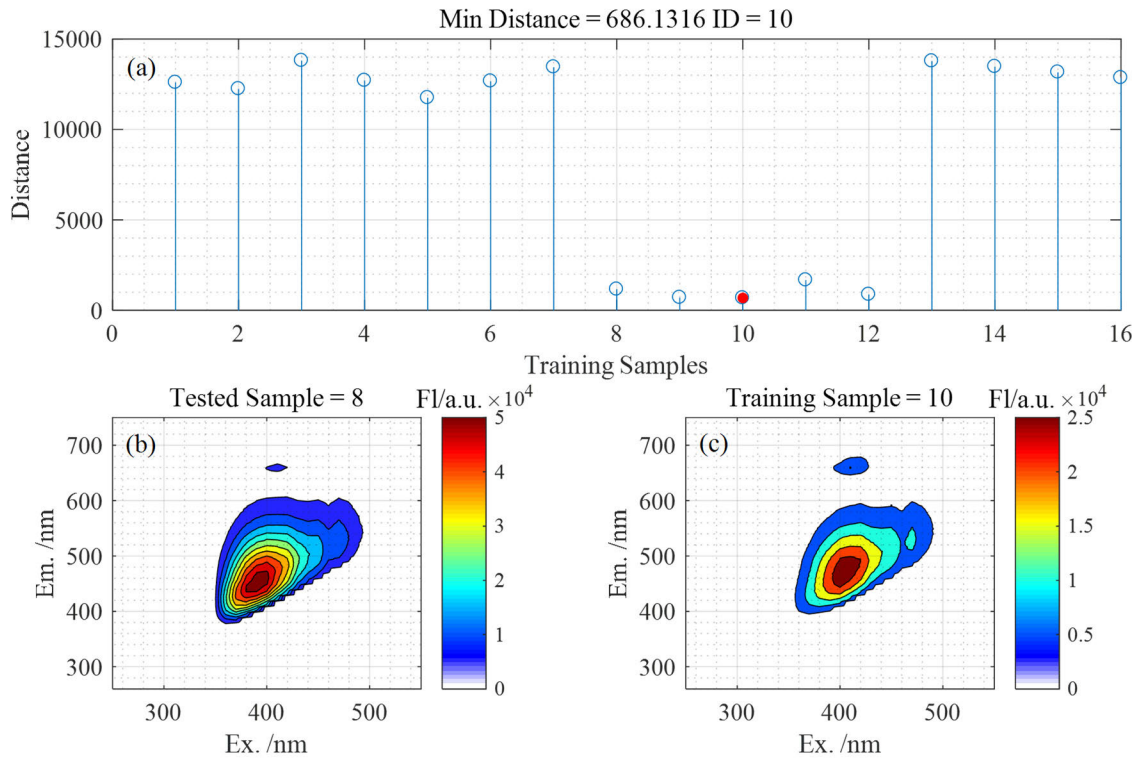 Min Distance = 686.1316 ID = 10
(a)
15000
10000
5000
0
Distance
0 2 4 6 8 10 12 14 16
Training Samples
Tested Sample = 8
Fl/a.u. ×10⁴
(b)
700
600
500
400
300
Em. /nm
300 400 500
Ex. /nm
5
4
3
2
1
0
Training Sample = 10
Fl/a.u. ×10⁴
(c)
700
600
500
400
300
Em. /nm
300 400 500
Ex. /nm
2.5
2
1.5
1
0.5
0